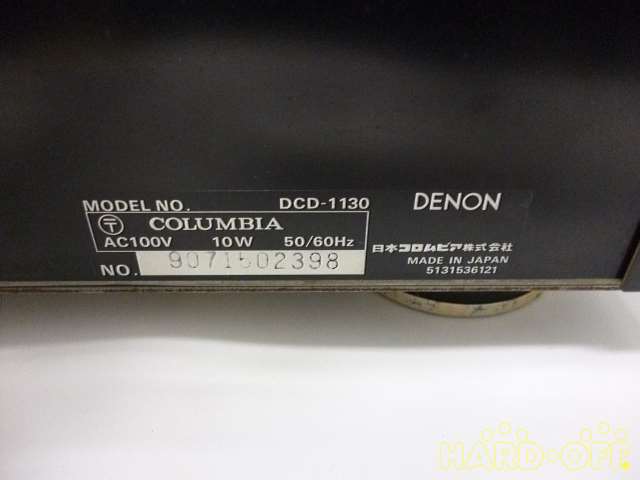 MODEL NO. DCD-1130 DENON
〒 COLUMBIA
AC100V 10W 50/60Hz 日本コロムビア株式会社
NO. 9071502398 MADE IN JAPAN
5131536121
HARD-OFF